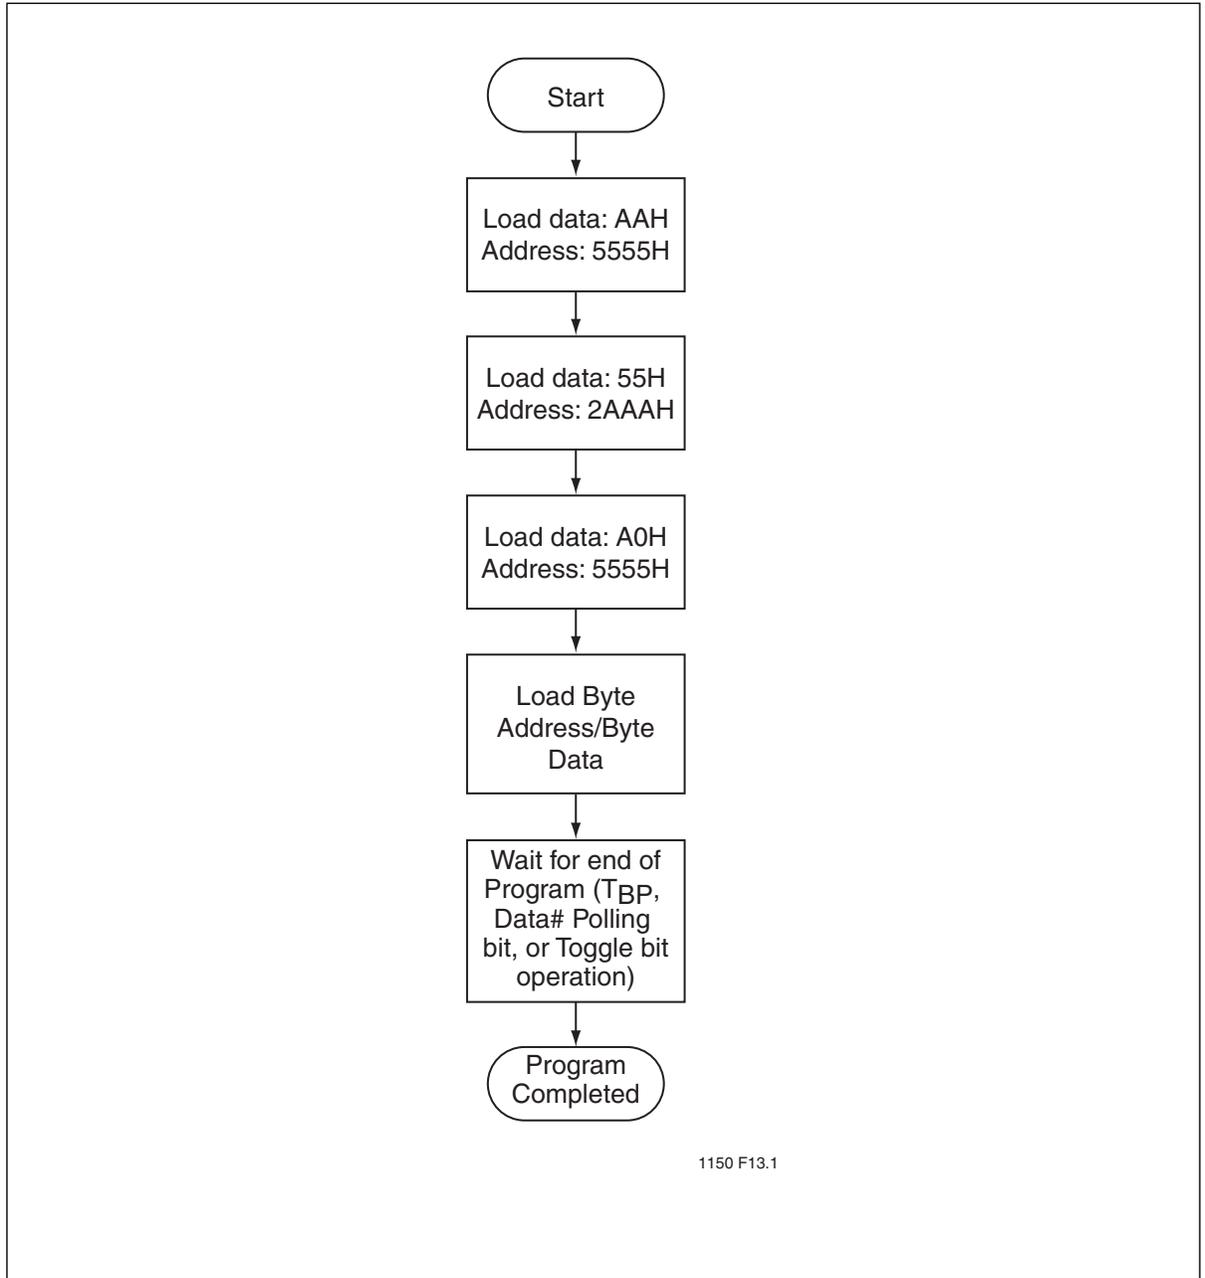 Start
Load data: AAH
Address: 5555H
Load data: 55H
Address: 2AAAH
Load data: A0H
Address: 5555H
Load Byte
Address/Byte
Data
Wait for end of
Program (TBP,
Data# Polling
bit, or Toggle bit
operation)
Program
Completed
1150 F13.1